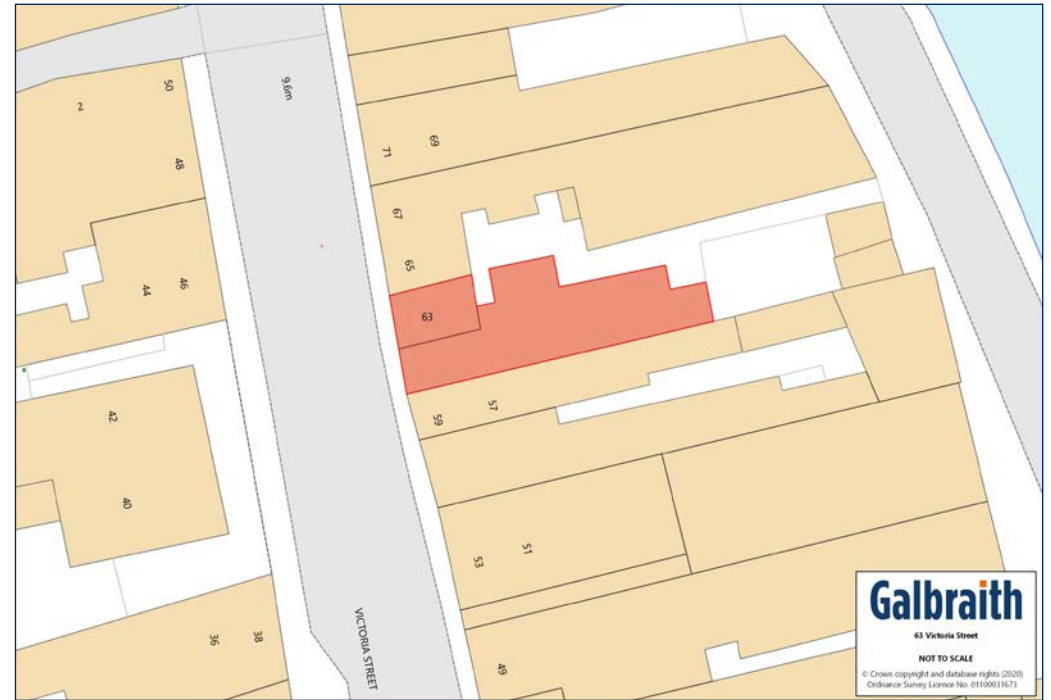 50
9.6m
2
48
71
69
67
65
46
44
63
42
59
57
40
53
51
VICTORIA STREET
36
38
49
Galbraith
63 Victoria Street
NOT TO SCALE
© Crown copyright and database rights (2020)
Ordnance Survey Licence No. 01100031673